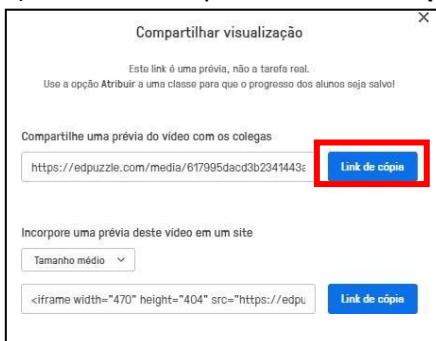 Compartilhar visualização
×
Este link é uma prévia, não a tarefa real.
Use a opção Atribuir a uma classe para que o progresso dos alunos seja salvo!
Compartilhe uma prévia do vídeo com os colegas
https://edpuzzle.com/media/617995dacd3b2341443a
Link de cópia
Incorpore uma prévia deste vídeo em um site
Tamanho médio
<iframe width="470" height="404" src="https://edpu
Link de cópia